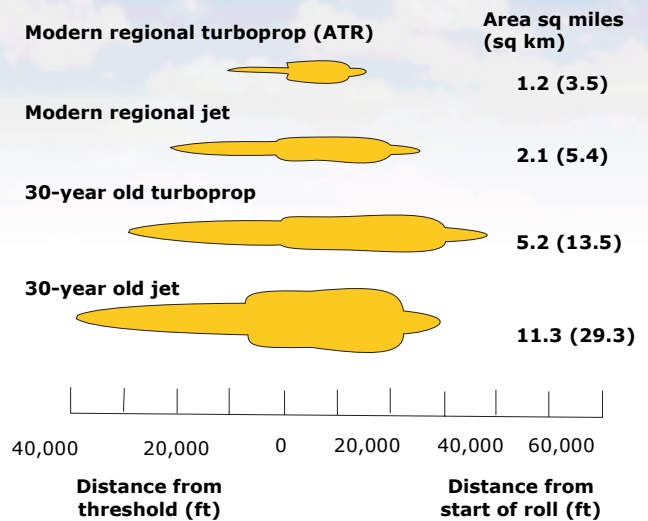 Modern regional turboprop (ATR)
Area sq miles
(sq km)
1.2 (3.5)
Modern regional jet
2.1 (5.4)
30-year old turboprop
5.2 (13.5)
30-year old jet
11.3 (29.3)
40,000 20,000 0 20,000 40,000 60,000
Distance from
threshold (ft)
Distance from
start of roll (ft)